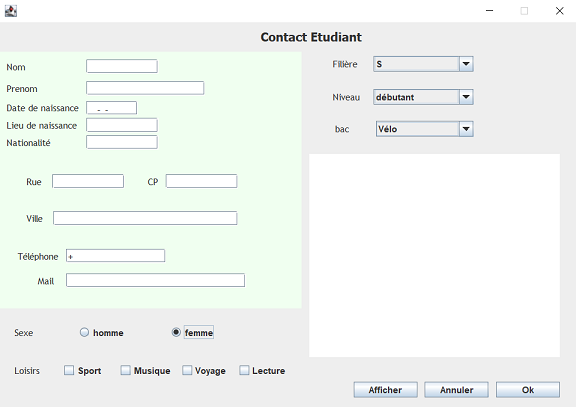 Contact Etudiant
Nom
Prenom
Date de naissance - -
Lieu de naissance
Nationalité
Rue CP
Ville
Téléphone +
Mail
Sexe homme femme
Loisirs Sport Musique Voyage Lecture
Filière S
Niveau débutant
bac Vélo
Afficher Annuler Ok